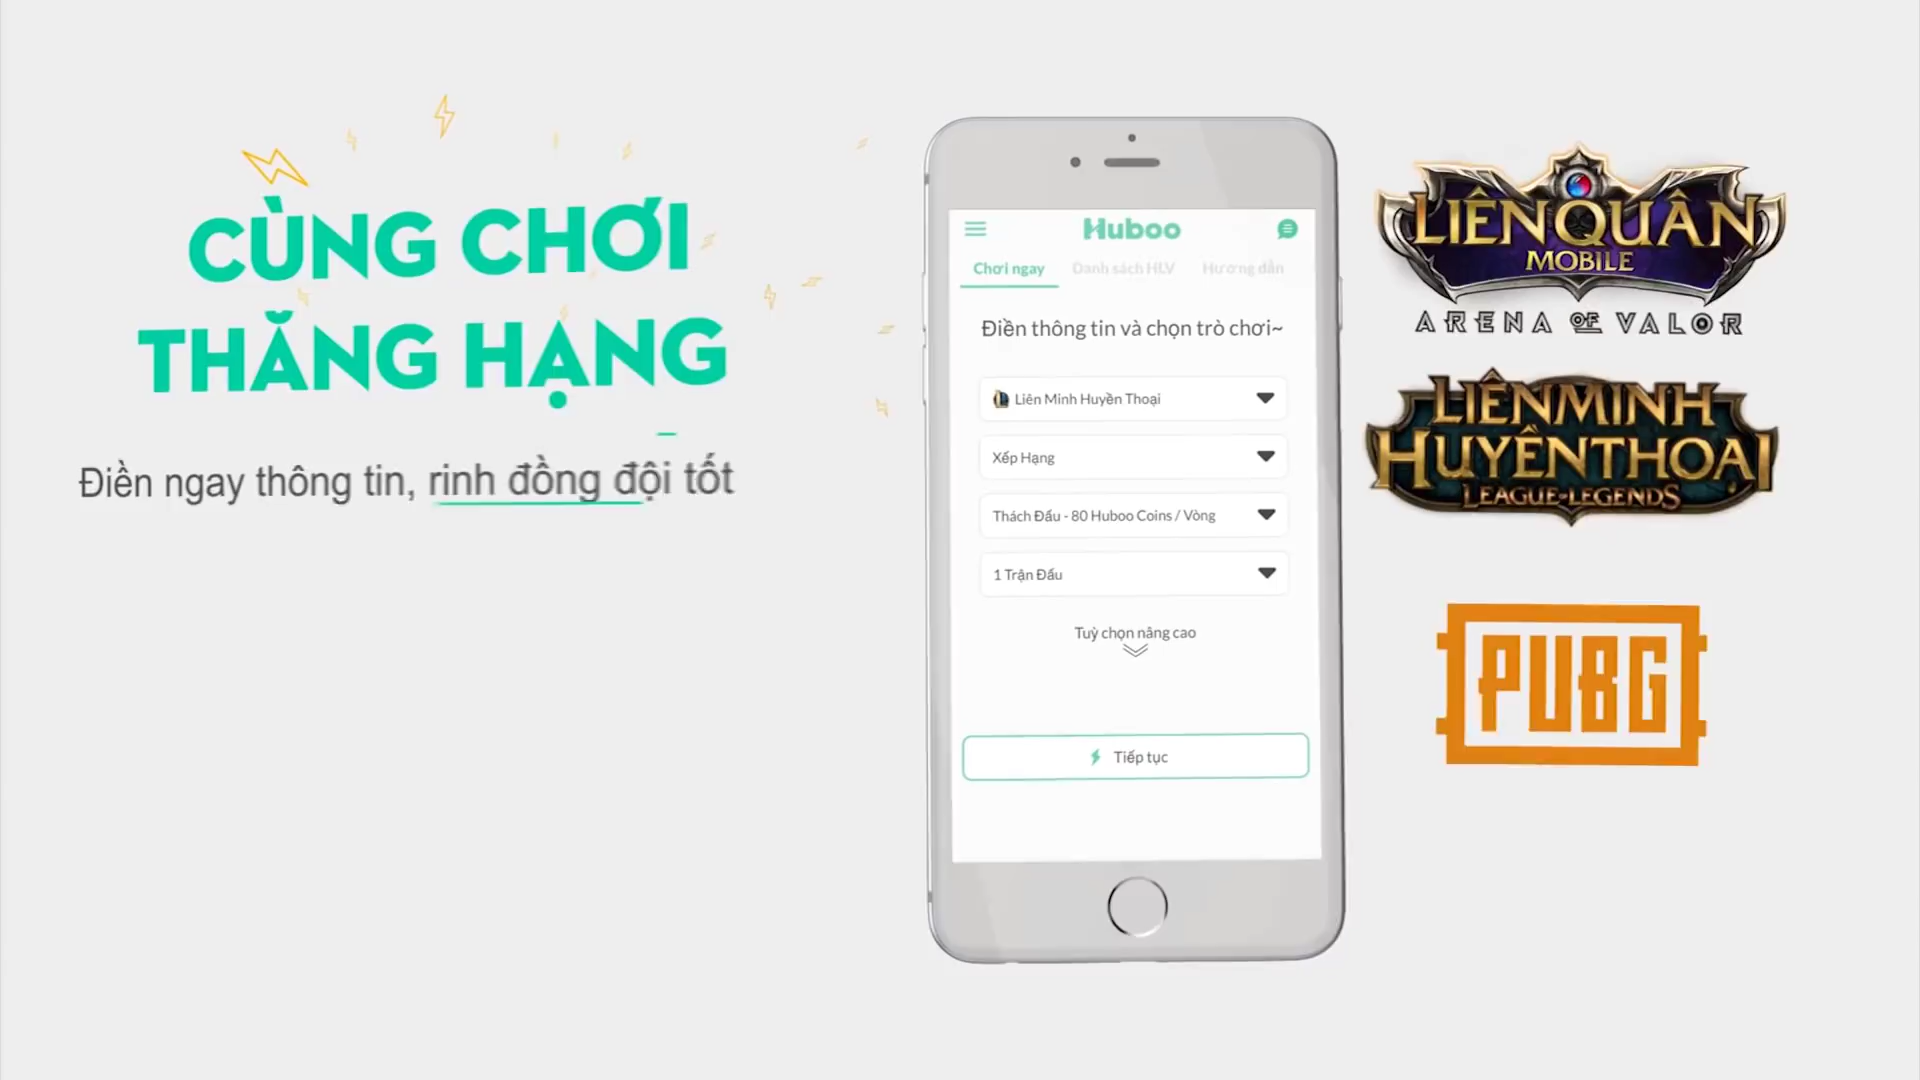 CÙNG CHƠI
THĂNG HẠNG
Điền ngay thông tin, rinh đồng đội tốt
Huboo
Chơi ngay Danh sách HLV Hướng dẫn
Điền thông tin và chọn trò chơi~
Liên Minh Huyền Thoại
Xếp Hạng
Thách Đấu - 80 Huboo Coins / Vòng
1 Trận Đấu
Tuỳ chọn nâng cao
Tiếp tục
LIÊN QUÂN
MOBILE
ARENA OF VALOR
LIÊN MINH
HUYỀN THOẠI
LEAGUE OF LEGENDS
PUBG